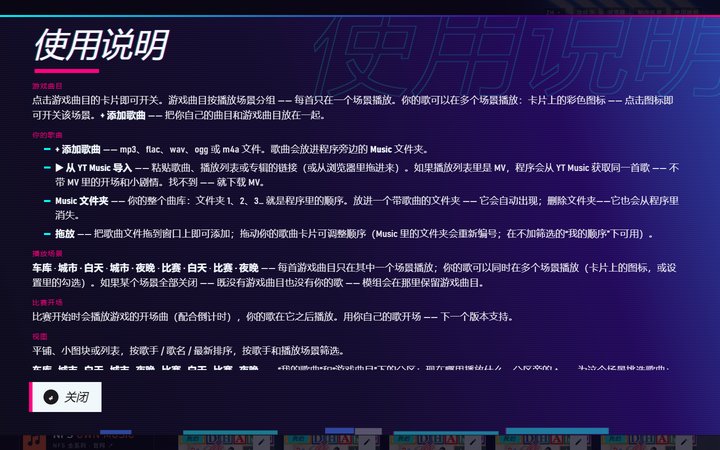 使用说明
游戏曲目
点击游戏曲目的卡片即可开关。游戏曲目按播放场景分组 —— 每首只在一个场景播放。你的歌可以在多个场景播放：卡片上的彩色图标 —— 点击图标即
可开关该场景。+ 添加歌曲 —— 把你自己的曲目和游戏曲目放在一起。
你的歌曲
+ 添加歌曲 —— mp3、flac、wav、ogg 或 m4a 文件。歌曲会放进程序旁边的 Music 文件夹。
▶ 从 YT Music 导入 —— 粘贴歌曲、播放列表或专辑的链接（或从浏览器里拖进来）。如果播放列表里是 MV，程序会从 YT Music 获取同一首歌 —— 不
带 MV 里的开场和小剧情。找不到 —— 就下载 MV。
Music 文件夹 —— 你的整个曲库：文件夹 1、2、3… 就是程序里的顺序。放进一个带歌曲的文件夹 —— 它会自动出现；删除文件夹——它也会从程序里
消失。
拖放 —— 把歌曲文件拖到窗口上即可添加；拖动你的歌曲卡片可调整顺序（Music 里的文件夹会重新编号；在不加筛选的"我的顺序"下可用）。
播放场景
车库 · 城市 · 白天 · 城市 · 夜晚 · 比赛 · 白天 · 比赛 · 夜晚 —— 每首游戏曲目只在其中一个场景播放；你的歌可以同时在多个场景播放（卡片上的图标，或设
置里的勾选）。如果某个场景全部关闭 —— 既没有游戏曲目也没有你的歌 —— 模组会在那里保留游戏曲目。
比赛开场
比赛开始时会播放游戏的开场曲（配合倒计时），你的歌在它之后播放。用你自己的歌开场 —— 下一个版本支持。
视图
平铺、小图块或列表，按歌手 / 歌名 / 最新排序，按歌手和播放场景筛选。
关闭